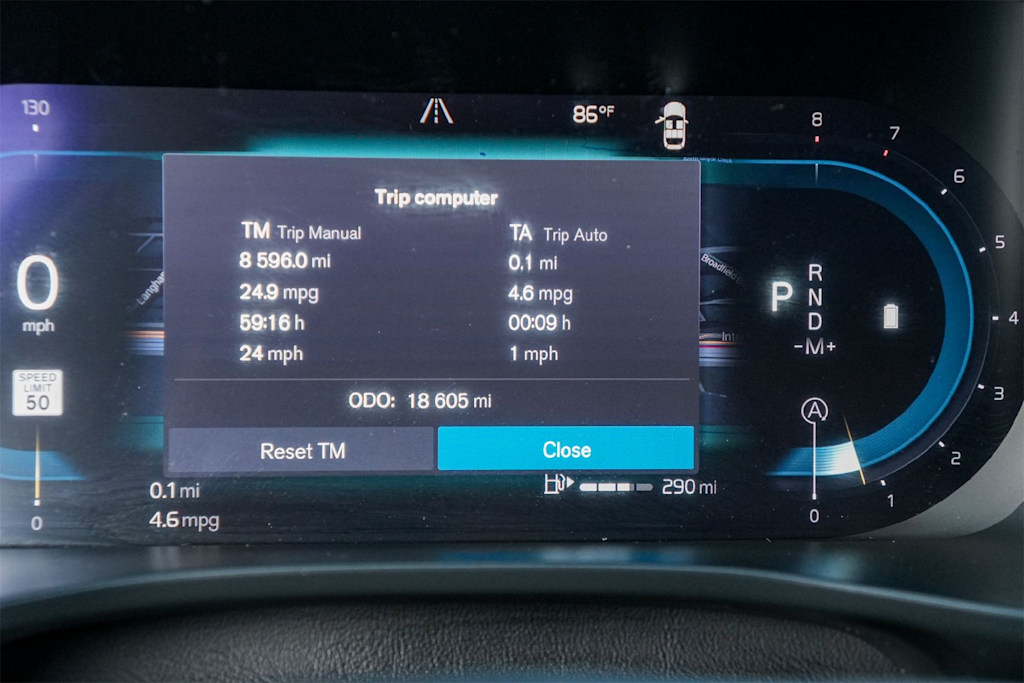 130
86°F
8
7
6
5
4
3
2
1
0
Trip computer
TM Trip Manual
8 596.0 mi
24.9 mpg
59:16 h
24 mph
TA Trip Auto
0.1 mi
4.6 mpg
00:09 h
1 mph
ODO: 18 605 mi
Reset TM
Close
0
mph
SPEED
LIMIT
50
0
Broadfield
P
R
N
D
-M+
A
0.1 mi
4.6 mpg
290 mi